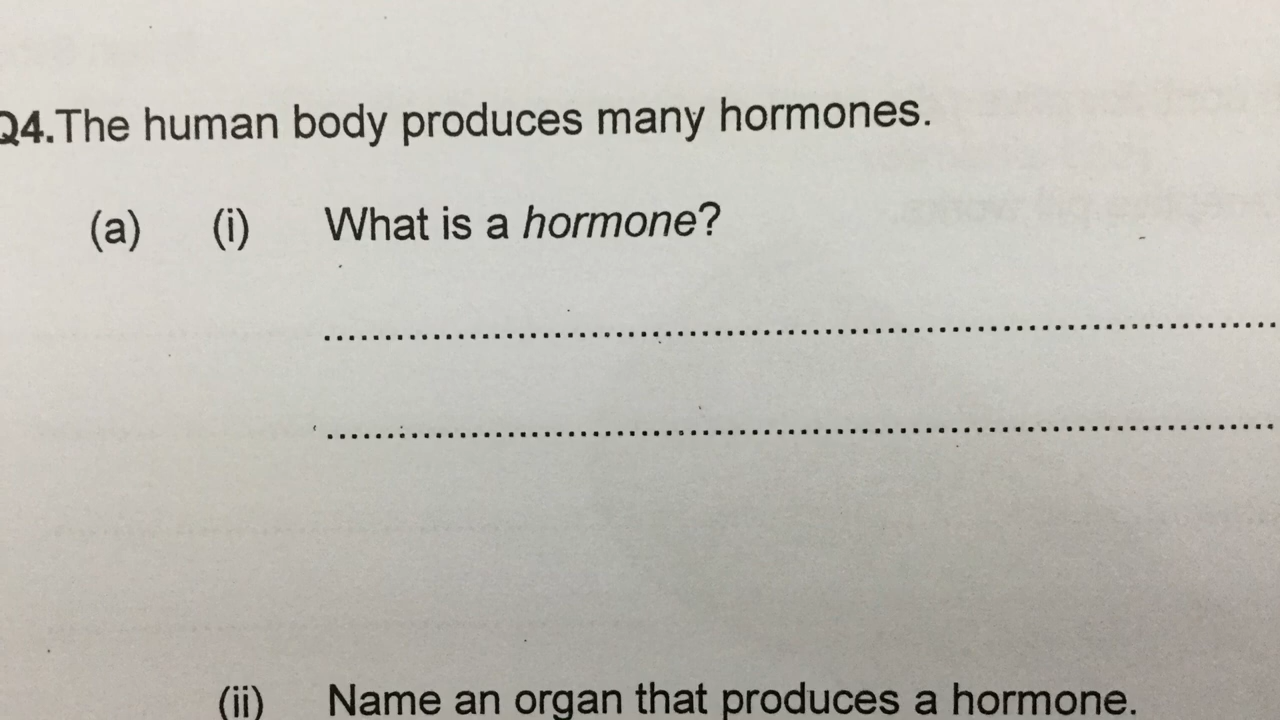 Q4.The human body produces many hormones.
(a) (i) What is a hormone?
(ii) Name an organ that produces a hormone.